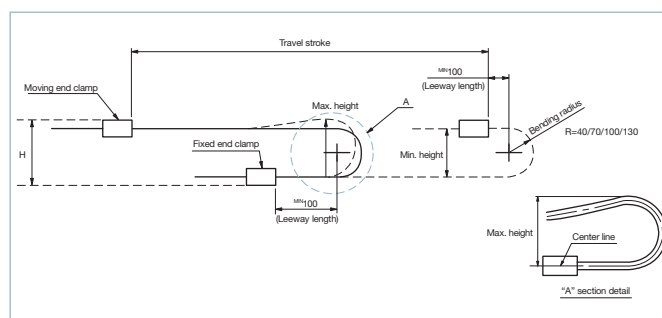 Travel stroke
MIN100
(Leeway length)
Moving end clamp
Max. height
A
Bending radius
R=40/70/100/130
H
Fixed end clamp
Min. height
MIN100
(Leeway length)
Max. height
Center line
"A" section detail